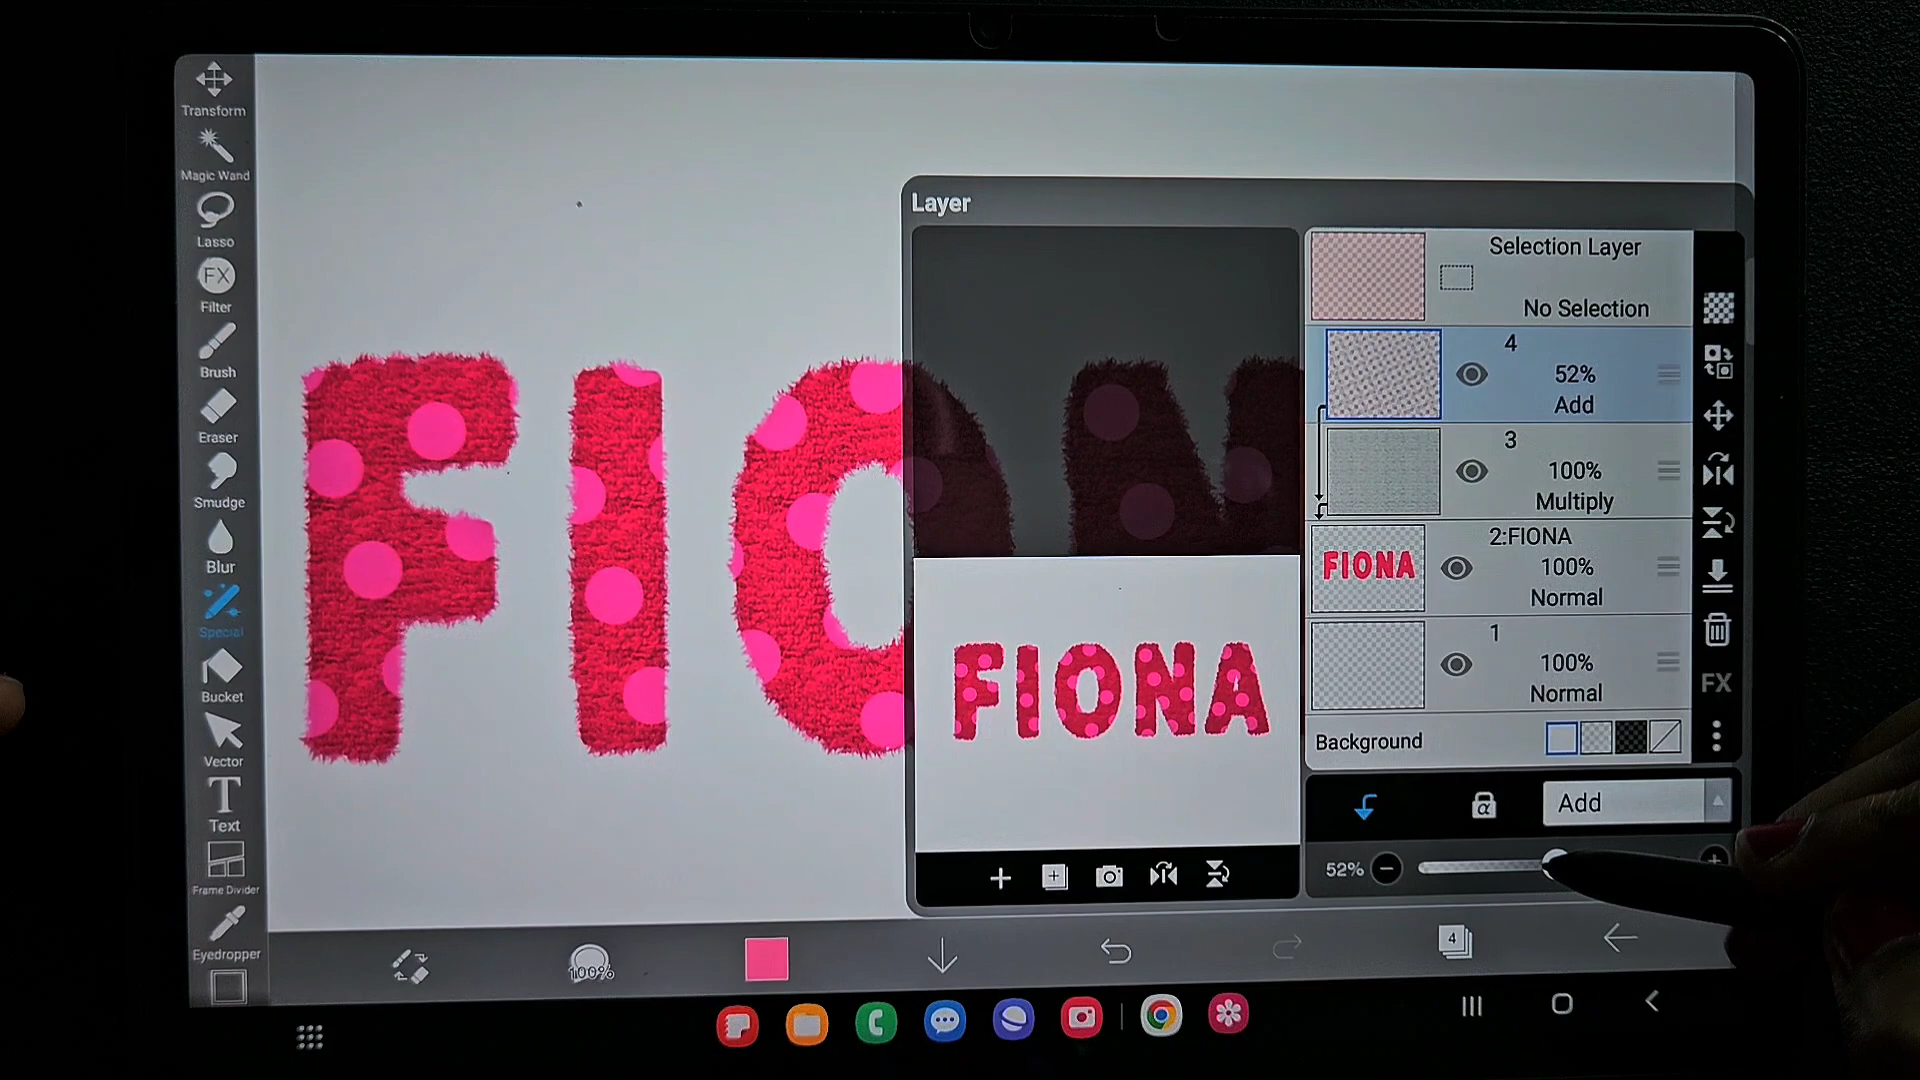 Transform
Magic Wand
Lasso
FX
Filter
Brush
Eraser
Smudge
Blur
Special
Bucket
Vector
T
Text
Frame Divider
Eyedropper
FION
Layer
FIONA
Selection Layer
No Selection
4
52%
Add
3
100%
Multiply
FIONA
2:FIONA
100%
Normal
1
100%
Normal
Background
FX
α
Add
52%
100%
4